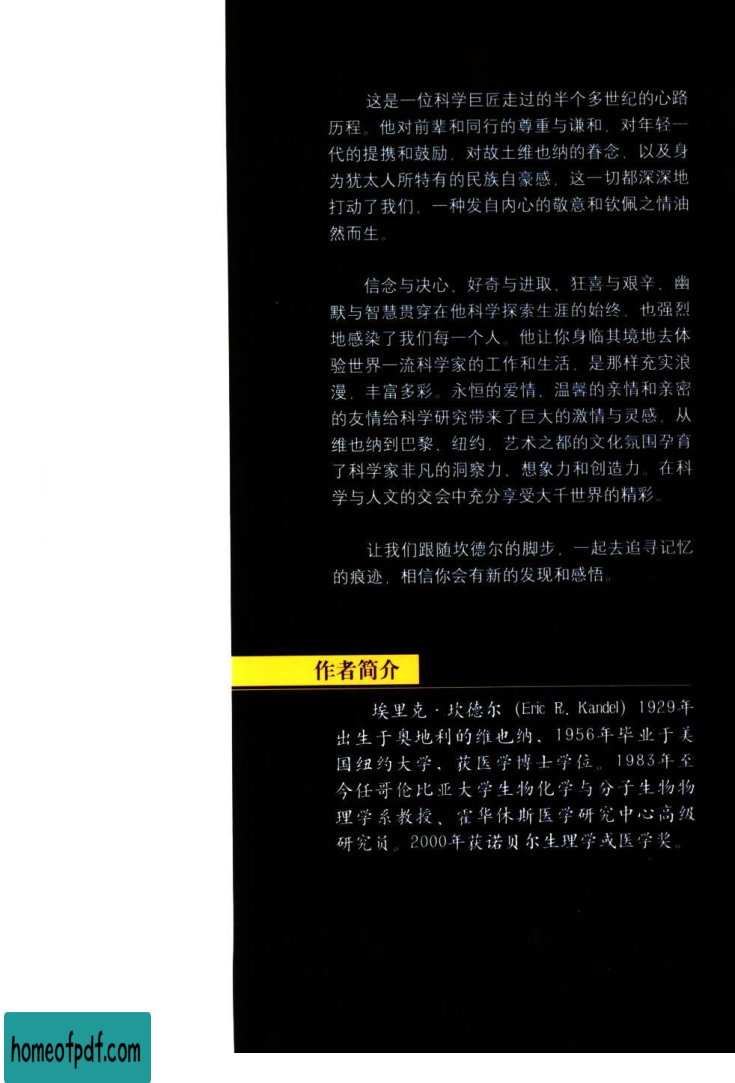 这是一位科学巨匠走过的半个多世纪的心路
历程。他对前辈和同行的尊重与谦和，对年轻一
代的提携和鼓励，对故土维也纳的眷念，以及身
为犹太人所特有的民族自豪感，这一切都深深地
打动了我们，一种发自内心的敬意和钦佩之情油
然而生。
信念与决心、好奇与进取、狂喜与艰辛、幽
默与智慧贯穿在他科学探索生涯的始终，也强烈
地感染了我们每一个人。他让你身临其境地去体
验世界一流科学家的工作和生活，是那样充实浪
漫，丰富多彩。永恒的爱情、温馨的亲情和亲密
的友情给科学研究带来了巨大的激情与灵感，从
维也纳到巴黎、纽约，艺术之都的文化氛围孕育
了科学家非凡的洞察力、想象力和创造力。在科
学与人文的交会中充分享受大千世界的精彩。
让我们跟随坎德尔的脚步，一起去追寻记忆
的痕迹，相信你会有新的发现和感悟。
作者简介
埃里克·坎德尔（Eric R. Kandel）1929年
出生于奥地利的维也纳、1956年毕业于美
国纽约大学、获医学博士学位。1983年至
今任哥伦比亚大学生物化学与分子生物物
理学系教授、霍华休斯医学研究中心高级
研究员。2000年获诺贝尔生理学或医学奖。
homeofpdf.com